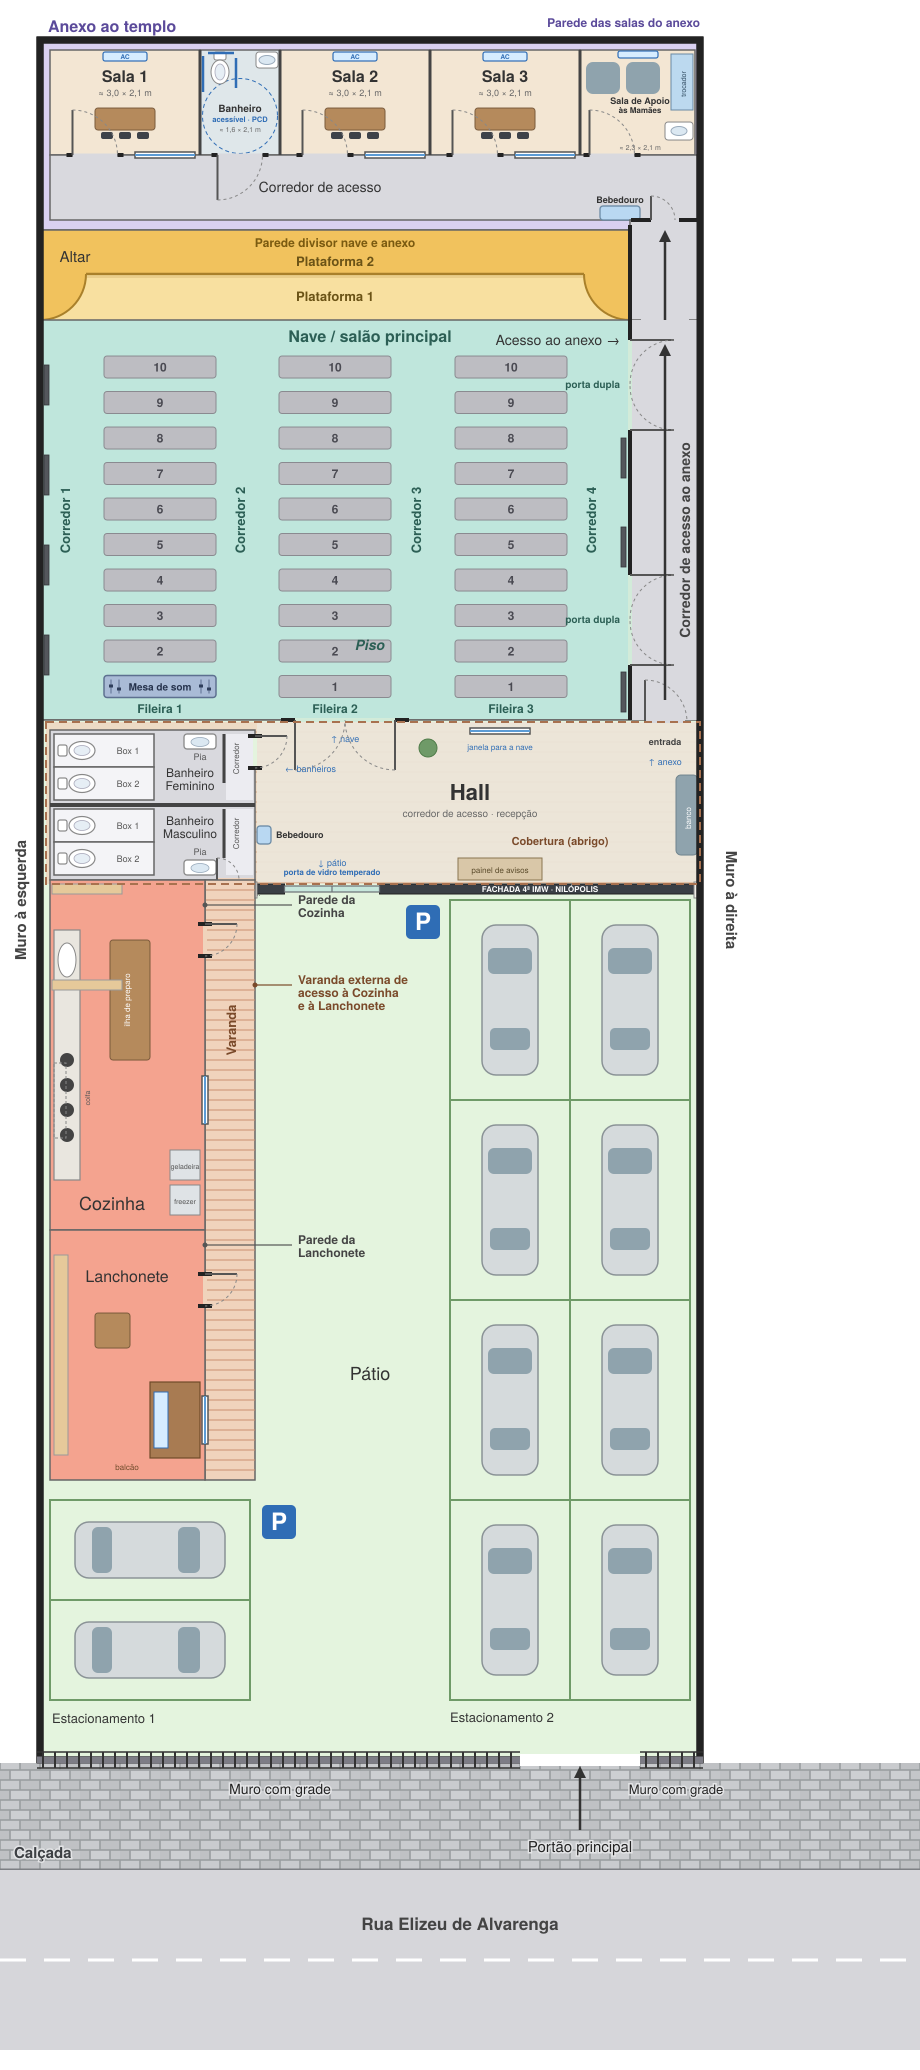 Anexo ao templo
Parede das salas do anexo
AC
AC
AC
Sala 1
≈ 3,0 × 2,1 m
Banheiro
acessível · PCD
≈ 1,6 × 2,1 m
Sala 2
≈ 3,0 × 2,1 m
Sala 3
≈ 3,0 × 2,1 m
Sala de Apoio
às Mamães
≈ 2,3 × 2,1 m
trocador
Corredor de acesso
Bebedouro
Altar
Parede divisor nave e anexo
Plataforma 2
Plataforma 1
Nave / salão principal
Acesso ao anexo →
10
10
10
porta dupla
9
9
9
8
8
8
7
7
7
6
6
6
5
5
5
4
4
4
3
3
3
porta dupla
2
2
2
Piso
Mesa de som
1
1
Corredor 1
Corredor 2
Corredor 3
Corredor 4
Corredor de acesso ao anexo
Fileira 1
Fileira 2
Fileira 3
Box 1
Box 2
Pia
Banheiro
Feminino
Corredor
Box 1
Box 2
Banheiro
Masculino
Pia
Corredor
↑ nave
← banheiros
janela para a nave
entrada
↑ anexo
Hall
corredor de acesso · recepção
banco
Bebedouro
Cobertura (abrigo)
↓ pátio
porta de vidro temperado
painel de avisos
FACHADA 4ª IMW · NILÓPOLIS
Muro à esquerda
Muro à direita
Parede da
Cozinha
P
Varanda externa de
acesso à Cozinha
e à Lanchonete
Varanda
ilha de preparo
coifa
geladeira
freezer
Cozinha
Parede da
Lanchonete
Lanchonete
balcão
Pátio
P
Estacionamento 1
Estacionamento 2
Muro com grade
Muro com grade
Portão principal
Calçada
Rua Elizeu de Alvarenga